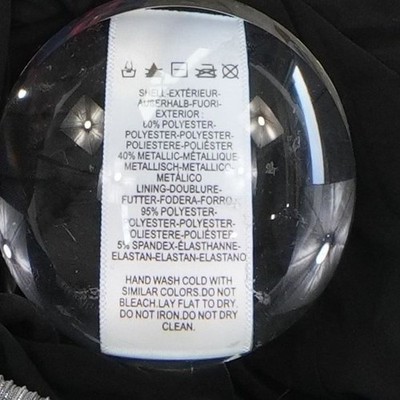 SHELL-EXTÉRIEUR-
AUßERHALB-FUORI-
EXTERIOR :
60% POLYESTER-
POLYESTER-POLYESTER-
POLIESTERE-POLIÉSTER
40% METALLIC-MÉTALLIQUE-
METALLISCH-METALLICO-
METÁLICO
LINING-DOUBLURE-
FUTTER-FODERA-FORRO :
95% POLYESTER-
POLYESTER-POLYESTER-
POLIESTERE-POLIÉSTER
5% SPANDEX-ÉLASTHANNE-
ELASTAN-ELASTAN-ELASTANO
HAND WASH COLD WITH
SIMILAR COLORS.DO NOT
BLEACH.LAY FLAT TO DRY.
DO NOT IRON.DO NOT DRY
CLEAN.